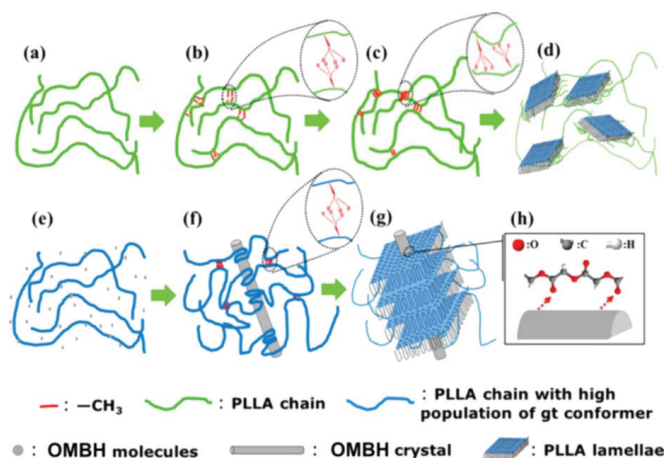 (a)
(b)
(c)
(d)
(e)
(f)
(g)
(h)
:O :C :H
: —CH₃
: PLLA chain
: PLLA chain with high
population of gt conformer
: OMBH molecules
: OMBH crystal
: PLLA lamellae